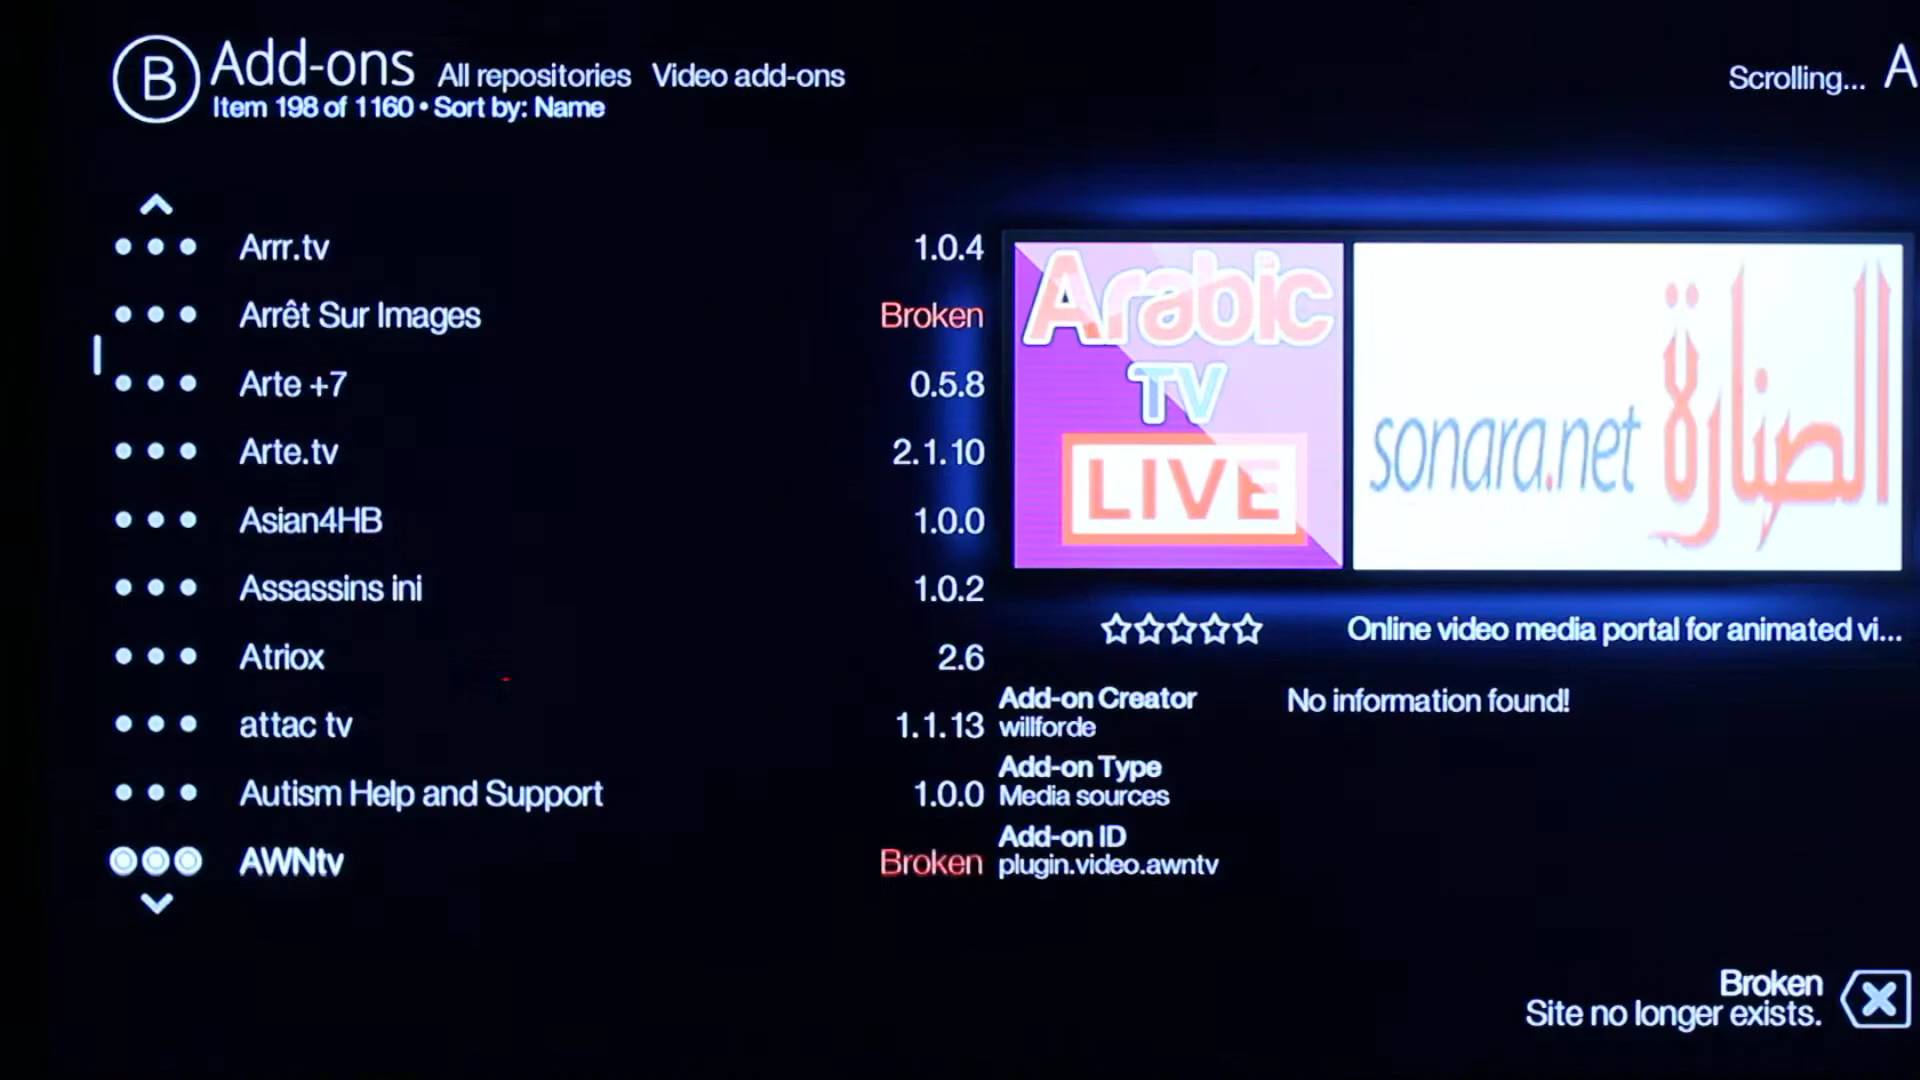 B
Add-ons All repositories Video add-ons
Item 198 of 1160 • Sort by: Name
Scrolling... A
Arrr.tv 1.0.4
Arrêt Sur Images Broken
Arte +7 0.5.8
Arte.tv 2.1.10
Asian4HB 1.0.0
Assassins ini 1.0.2
Atriox 2.6
attac tv 1.1.13
Autism Help and Support 1.0.0
AWNtv Broken
Arabic
TV
LIVE
sonara.net الصنارة
Online video media portal for animated vi...
Add-on Creator
willforde
No information found!
Add-on Type
Media sources
Add-on ID
plugin.video.awntv
Broken
Site no longer exists.